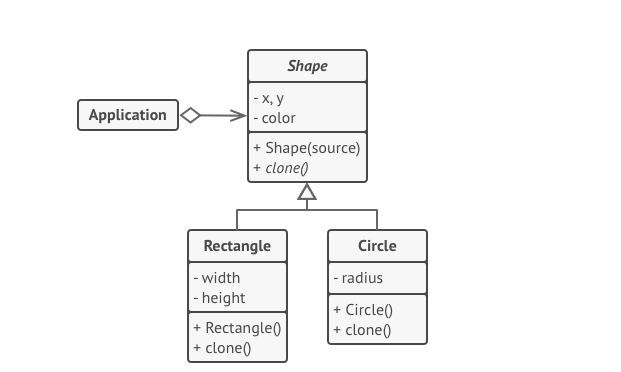 Shape
- x, y
- color
+ Shape(source)
+ clone()
Application
Rectangle
- width
- height
+ Rectangle()
+ clone()
Circle
- radius
+ Circle()
+ clone()